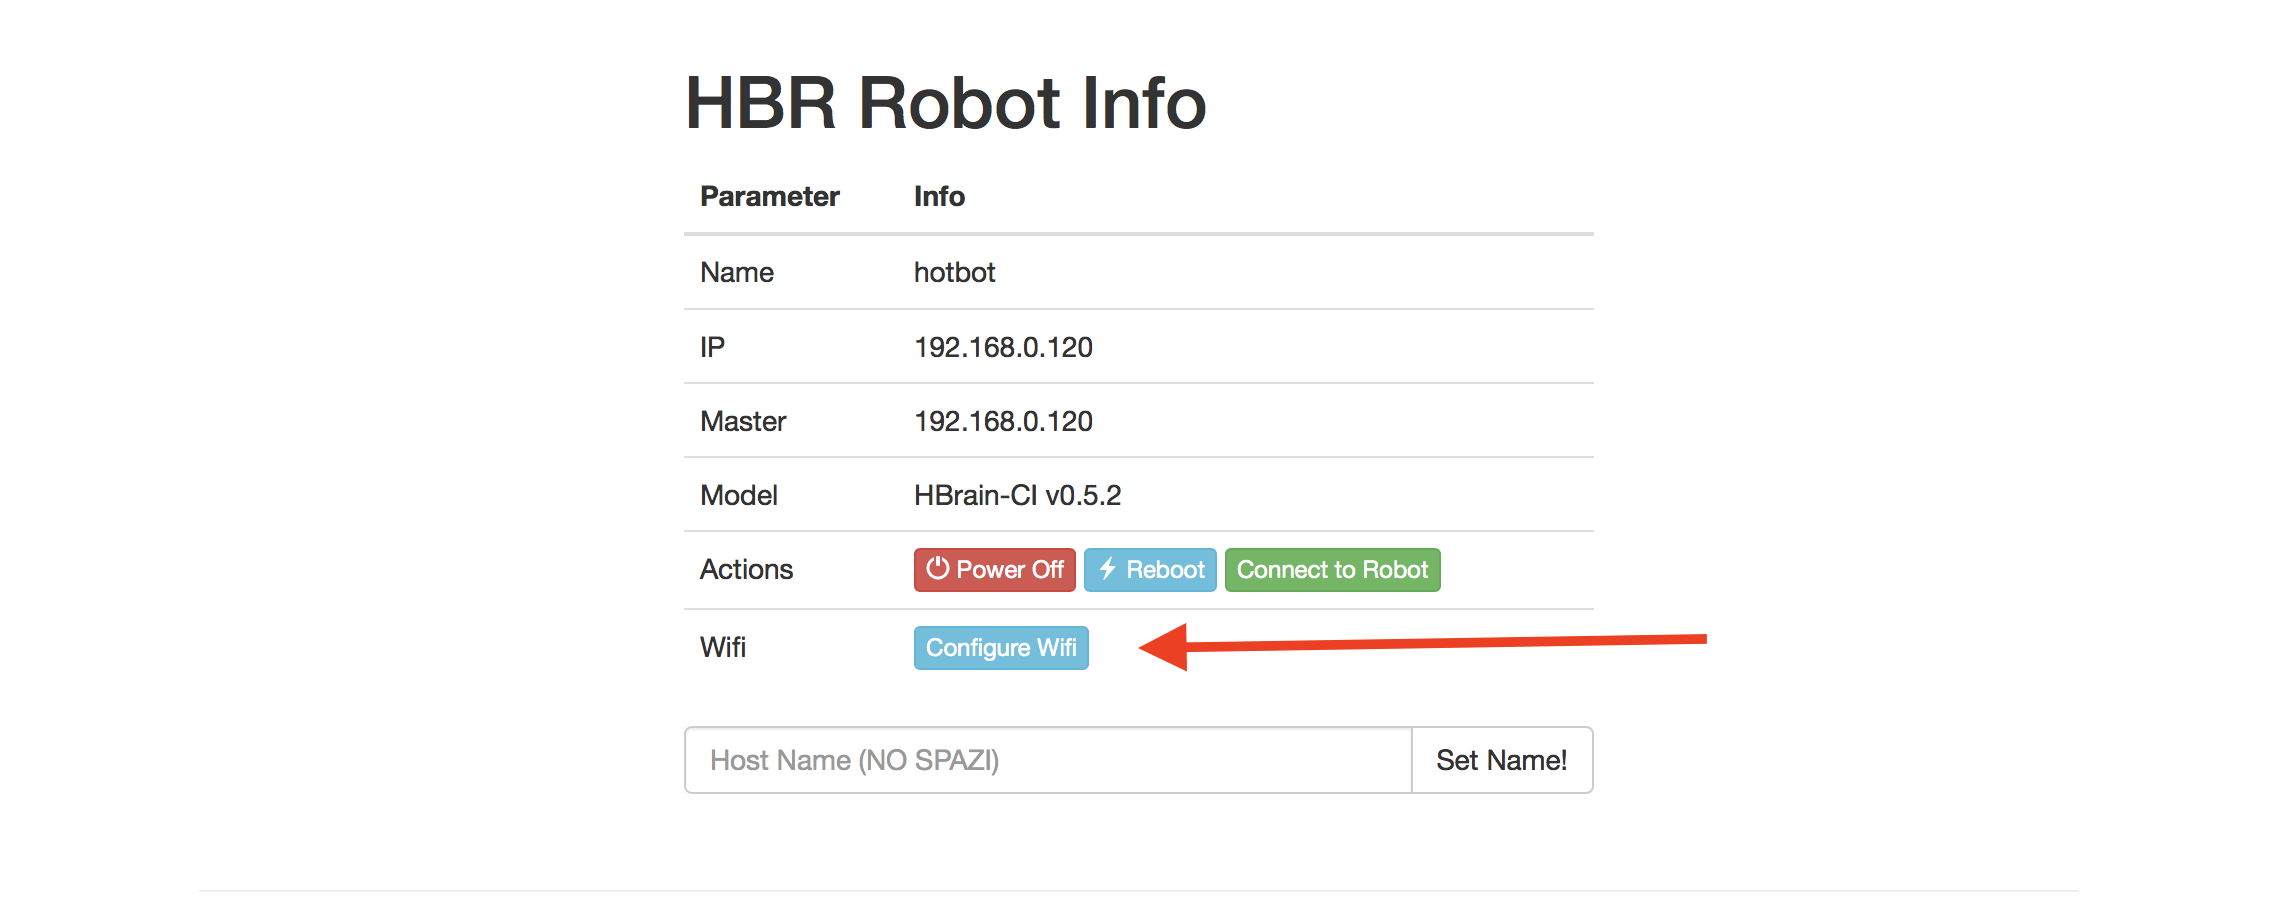 HBR Robot Info
Parameter Info
Name hotbot
IP 192.168.0.120
Master 192.168.0.120
Model HBrain-CI v0.5.2
Actions Power Off Reboot Connect to Robot
Wifi Configure Wifi
Host Name (NO SPAZI) Set Name!